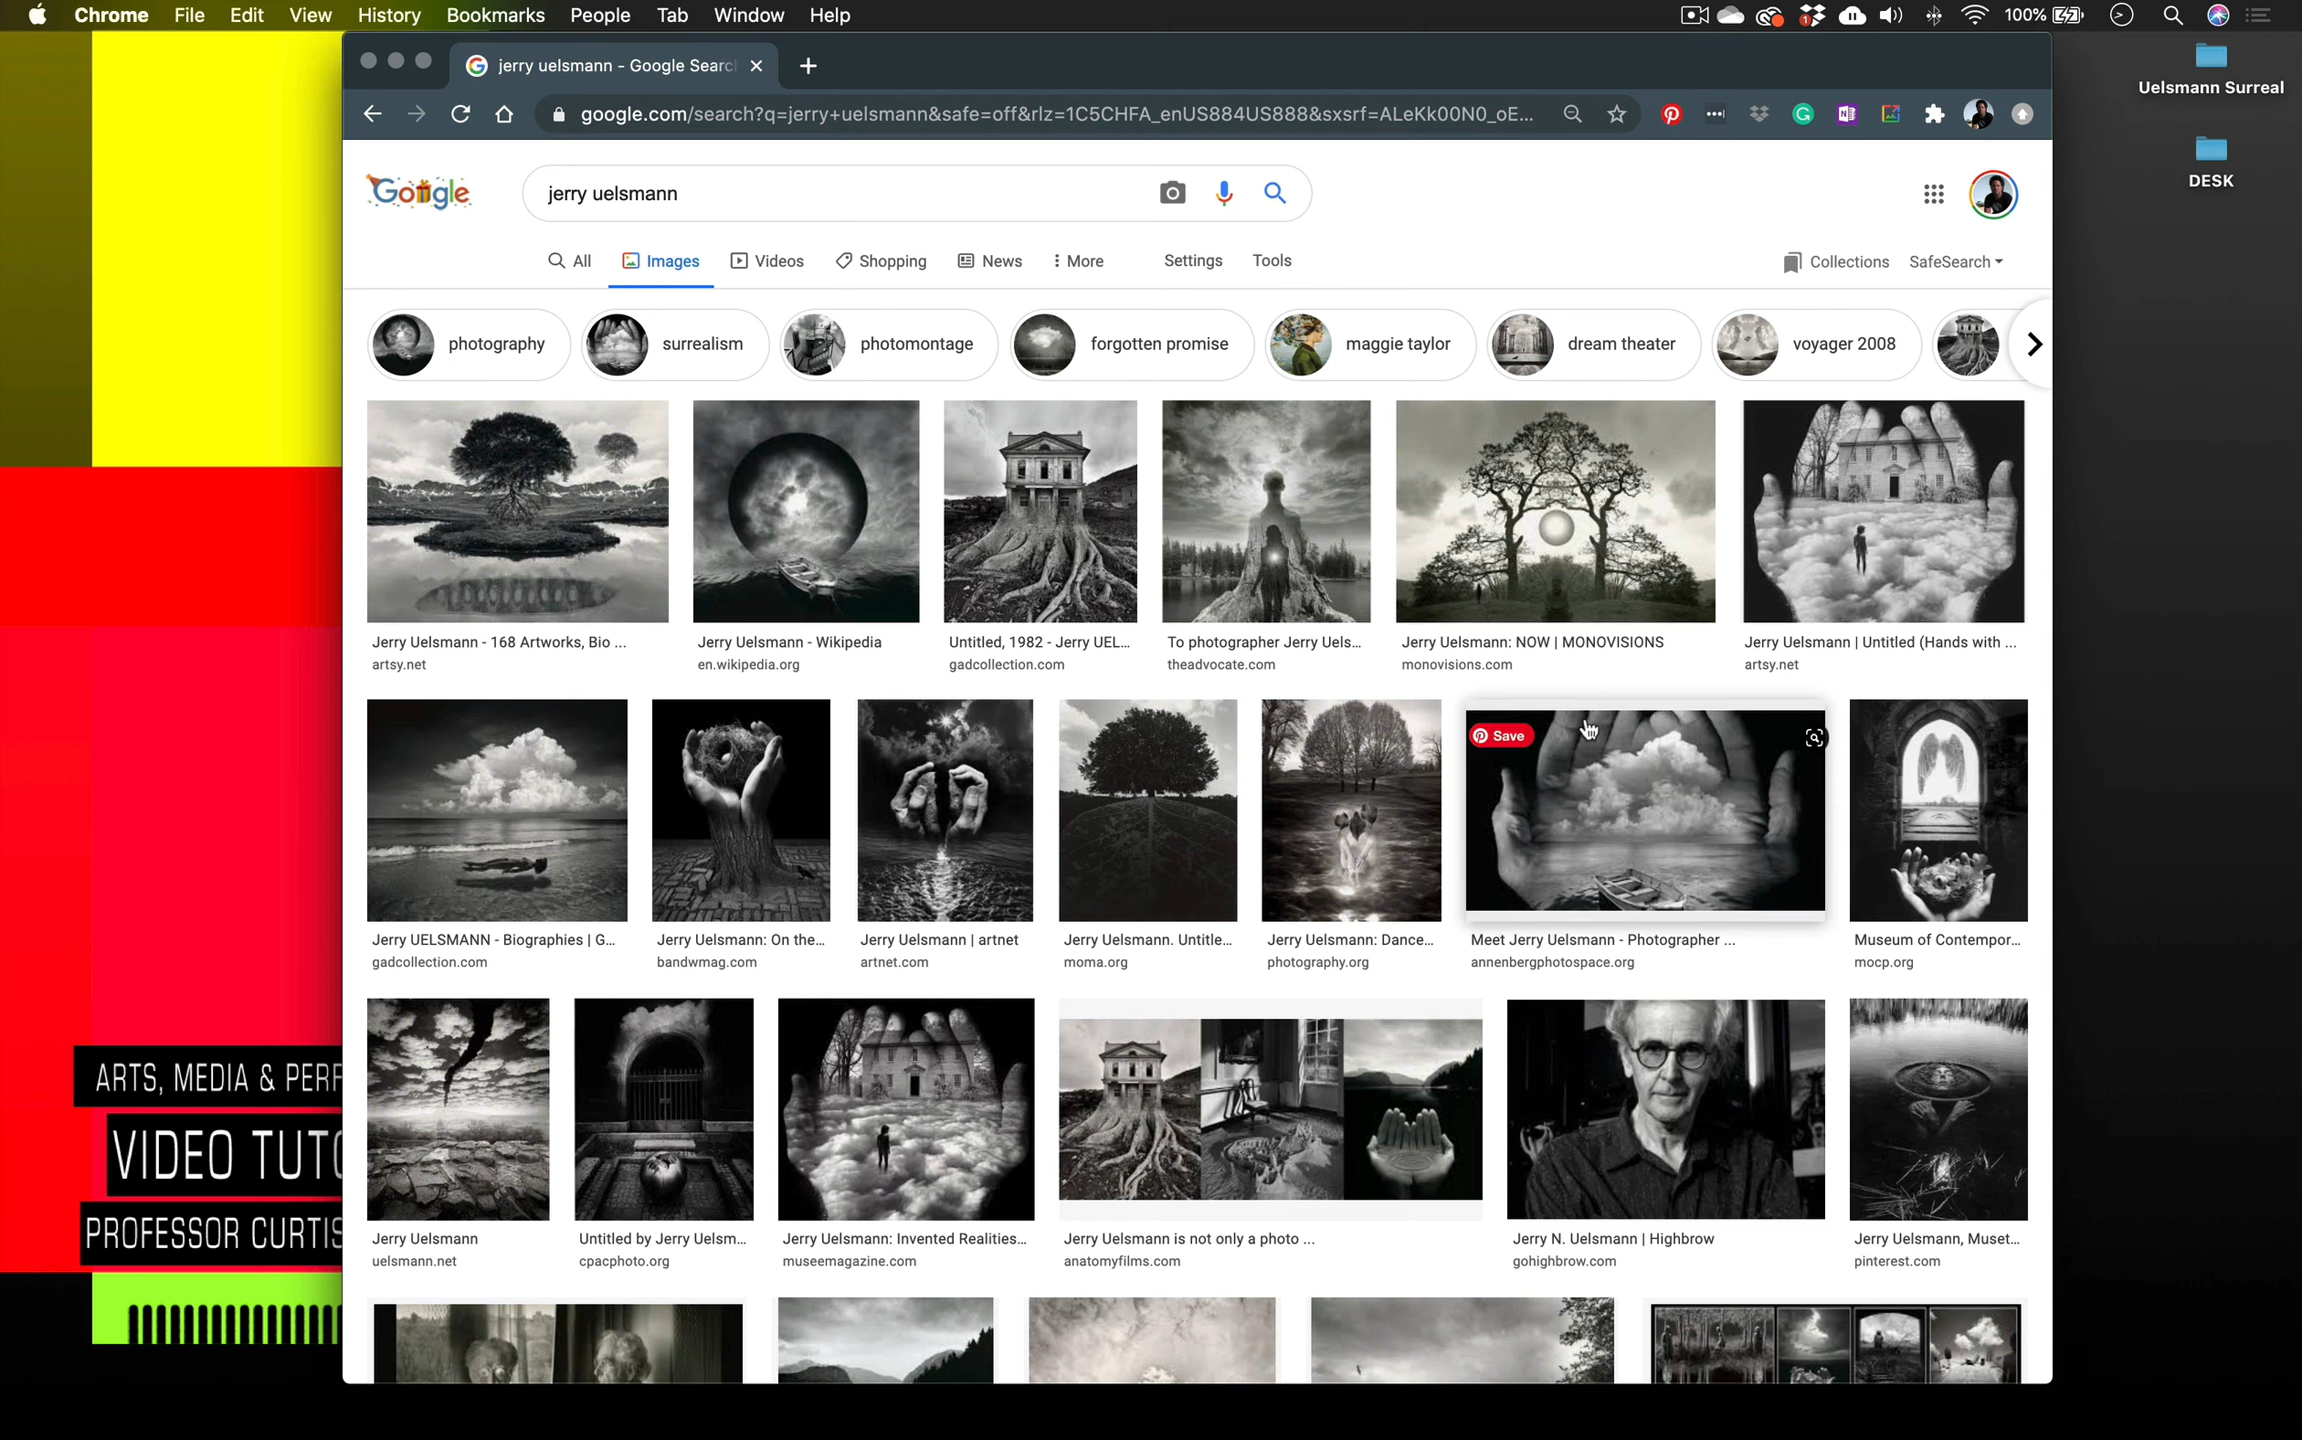 Chrome File Edit View History Bookmarks People Tab Window Help
1 100%
Uelsmann Surreal
DESK
jerry uelsmann - Google Searc
google.com/search?q=jerry+uelsmann&safe=off&rlz=1C5CHFA_enUS884US888&sxsrf=ALeKk00N0_oE...
Google
jerry uelsmann
All Images Videos Shopping News More Settings Tools Collections SafeSearch
photography surrealism photomontage forgotten promise maggie taylor dream theater voyager 2008
Jerry Uelsmann - 168 Artworks, Bio ... Jerry Uelsmann - Wikipedia Untitled, 1982 - Jerry UEL... To photographer Jerry Uels... Jerry Uelsmann: NOW | MONOVISIONS Jerry Uelsmann | Untitled (Hands with ...
artsy.net en.wikipedia.org gadcollection.com theadvocate.com monovisions.com artsy.net
Save
Jerry UELSMANN - Biographies | G... Jerry Uelsmann: On the... Jerry Uelsmann | artnet Jerry Uelsmann. Untitle... Jerry Uelsmann: Dance... Meet Jerry Uelsmann - Photographer ... Museum of Contempor...
gadcollection.com bandwmag.com artnet.com moma.org photography.org annenbergphotospace.org mocp.org
Jerry Uelsmann Untitled by Jerry Uelsm... Jerry Uelsmann: Invented Realities... Jerry Uelsmann is not only a photo ... Jerry N. Uelsmann | Highbrow Jerry Uelsmann, Muset...
uelsmann.net cpacphoto.org museemagazine.com anatomyfilms.com gohighbrow.com pinterest.com
ARTS, MEDIA & PERF
VIDEO TUTO
PROFESSOR CURTIS